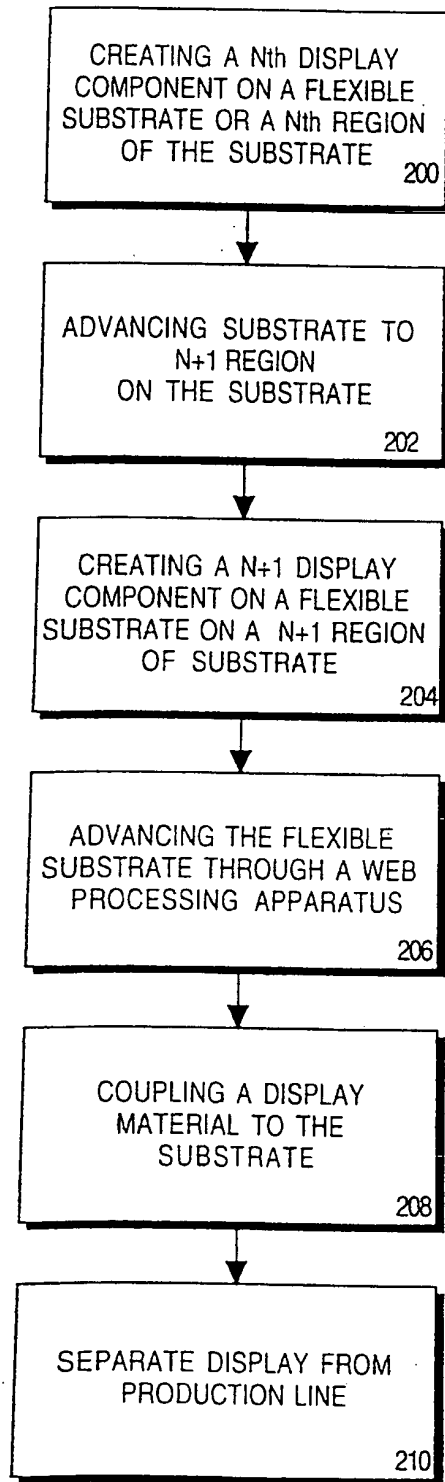 CREATING A Nth DISPLAY
COMPONENT ON A FLEXIBLE
SUBSTRATE OR A Nth REGION
OF THE SUBSTRATE
200
ADVANCING SUBSTRATE TO
N+1 REGION
ON THE SUBSTRATE
202
CREATING A N+1 DISPLAY
COMPONENT ON A FLEXIBLE
SUBSTRATE ON A N+1 REGION
OF SUBSTRATE
204
ADVANCING THE FLEXIBLE
SUBSTRATE THROUGH A WEB
PROCESSING APPARATUS
206
COUPLING A DISPLAY
MATERIAL TO THE
SUBSTRATE
208
SEPARATE DISPLAY FROM
PRODUCTION LINE
210